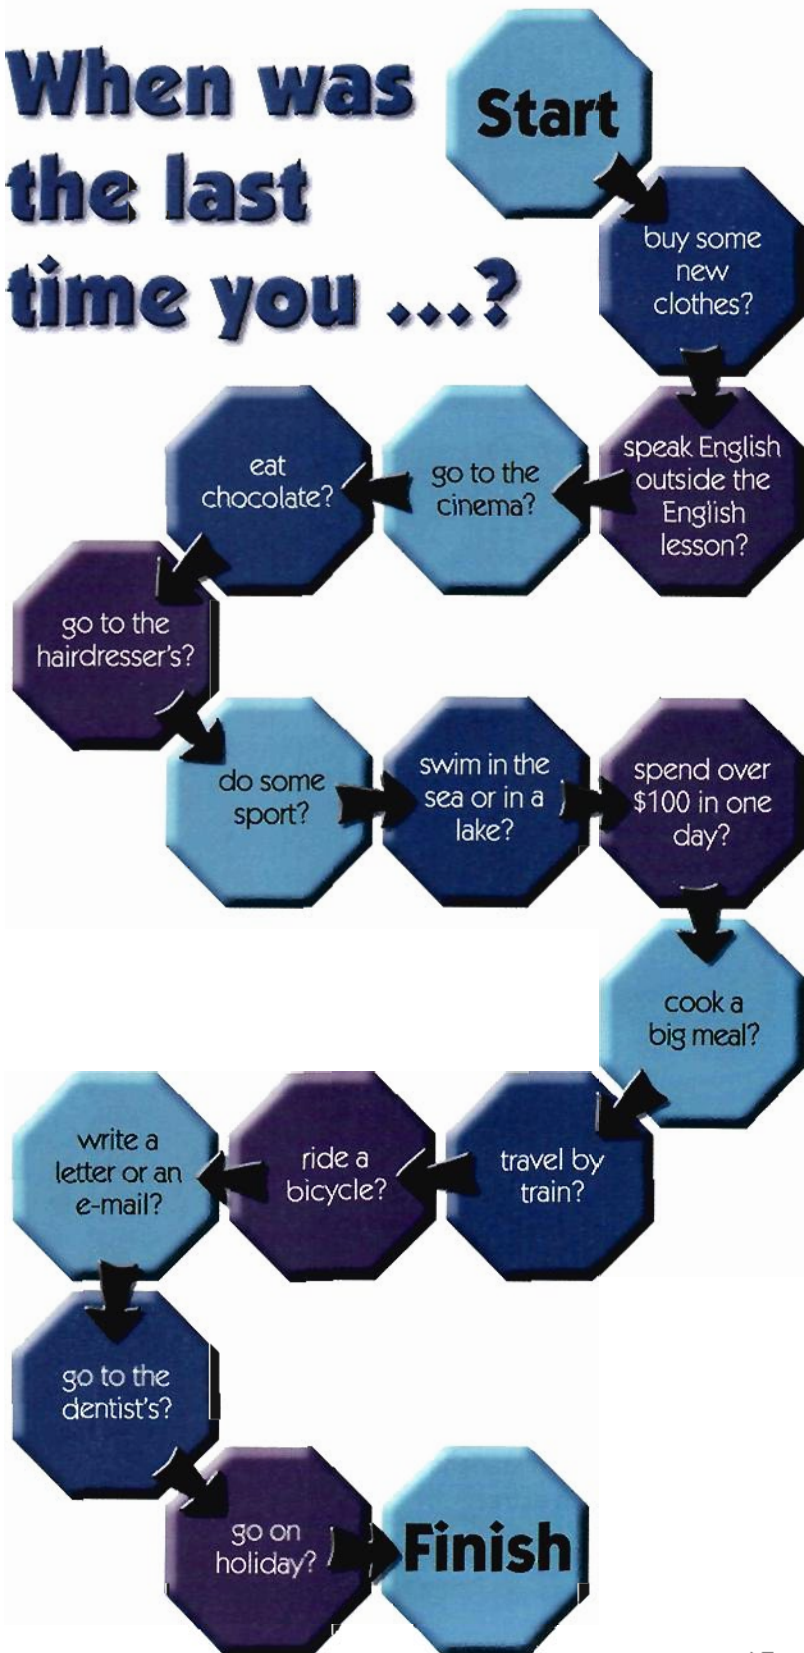 When was
the last
time you ...?
Start
buy some
new
clothes?
speak English
outside the
English
lesson?
go to the
cinema?
eat
chocolate?
go to the
hairdresser's?
do some
sport?
swim in the
sea or in a
lake?
spend over
$100 in one
day?
cook a
big meal?
travel by
train?
ride a
bicycle?
write a
letter or an
e-mail?
go to the
dentist's?
go on
holiday?
Finish